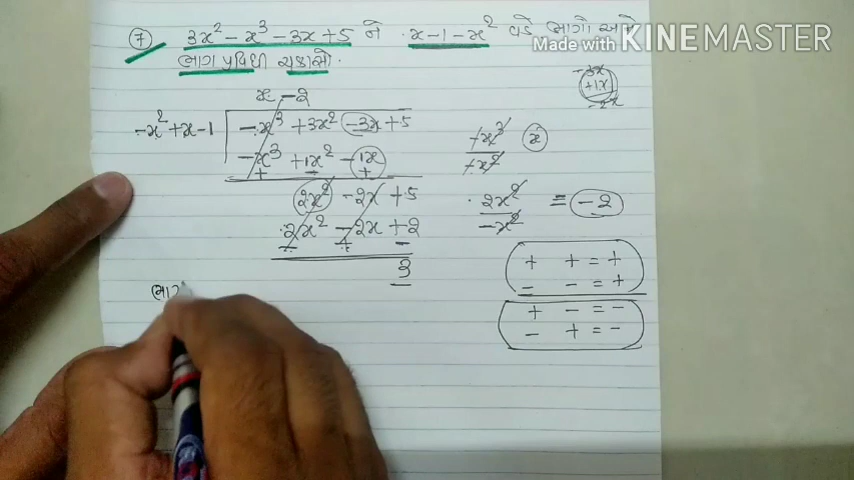 ⑦ 3x² - x³ - 3x + 5 ને x - 1 - x² વડે ભાગો અને
Made with KINEMASTER
ભાગ પ્રવિધી ચકાસો.
x - 2
-x² + x - 1 -x³ + 3x² - 3x + 5
-x³ + 1x² - 1x
+ - +
2x² - 2x + 5
2x² - 2x + 2
- + -
3
-3x
+1x
-2x
-x³ / -x² x
2x² / -x² = -2
+ + = +
- - = +
+ - = -
- + = -